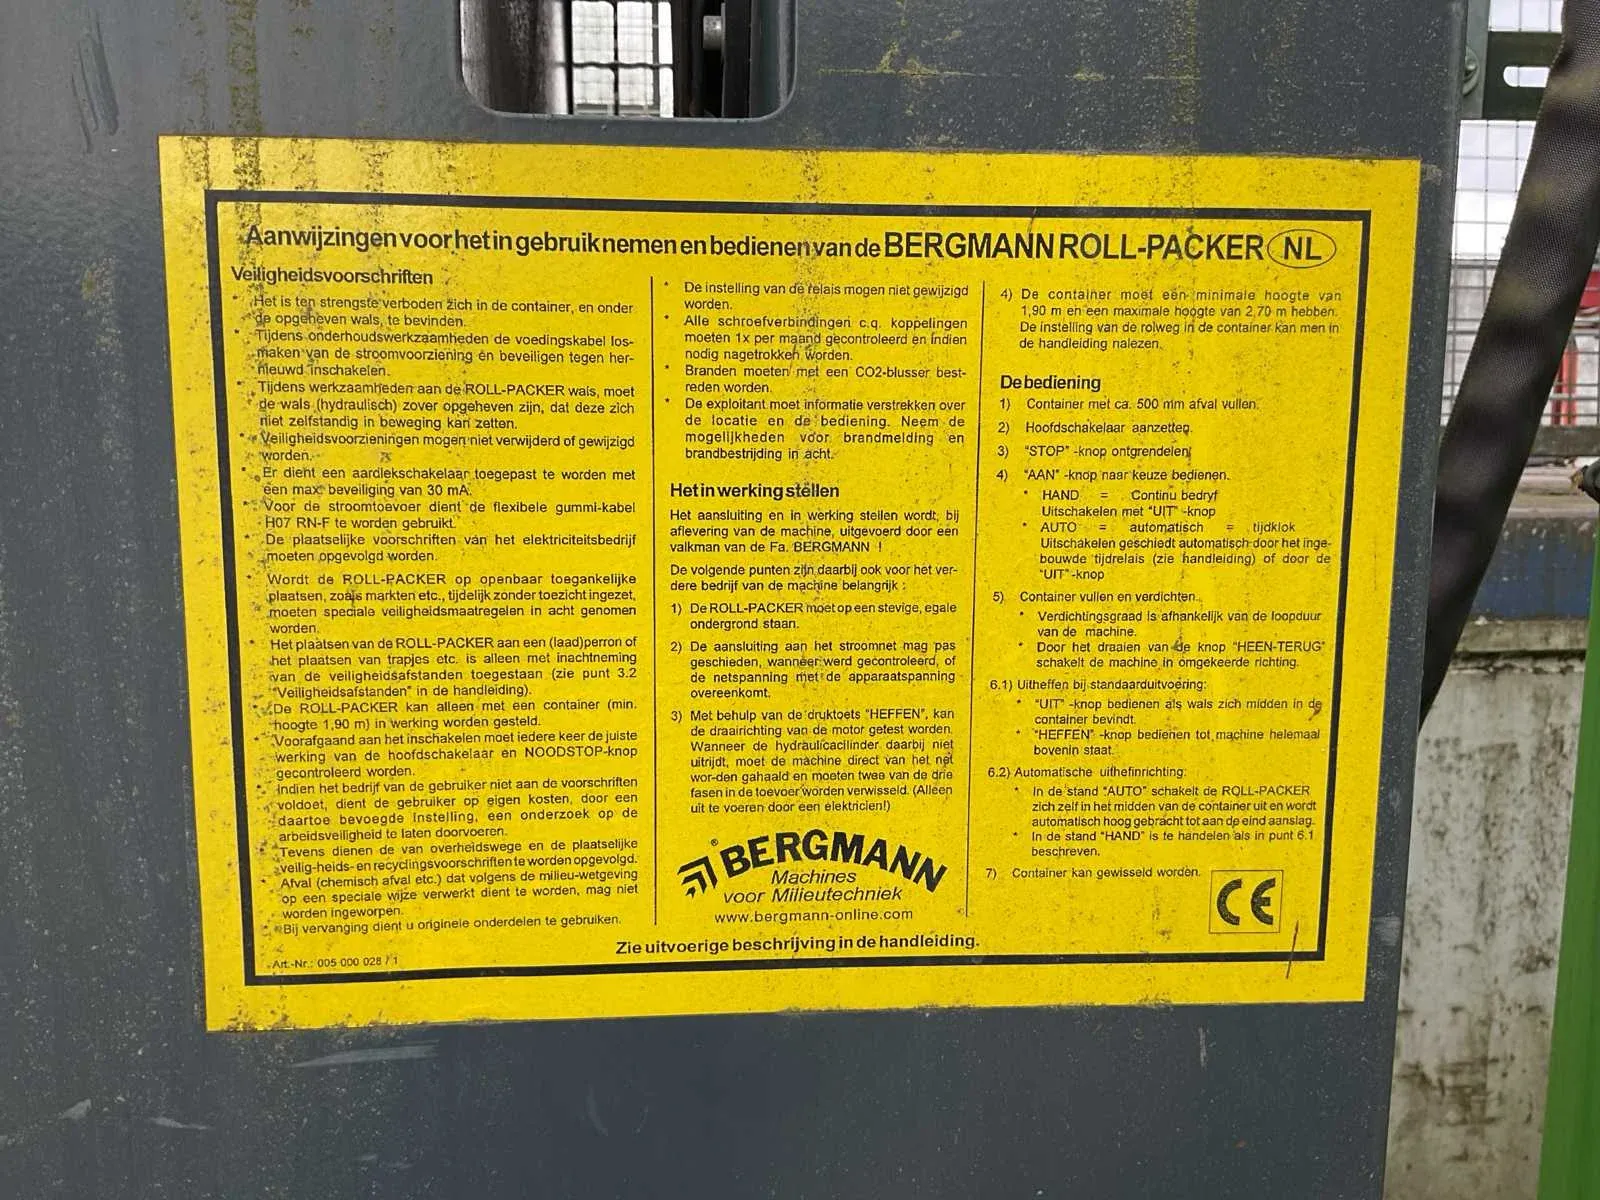 Aanwijzingen voor het in gebruik nemen en bedienen van de BERGMANN ROLL-PACKER NL
Veiligheidsvoorschriften
* Het is ten strengste verboden zich in de container, en onder
de opgeheven wals, te bevinden.
* Tijdens onderhoudswerkzaamheden de voedingskabel los-
maken van de stroomvoorziening en beveiligen tegen her-
nieuwd inschakelen.
* Tijdens werkzaamheden aan de ROLL-PACKER wals, moet
de wals (hydraulisch) zover opgeheven zijn, dat deze zich
niet zelfstandig in beweging kan zetten.
* Veiligheidsvoorzieningen mogen niet verwijderd of gewijzigd
worden.
* Er dient een aardlekschakelaar toegepast te worden met
een max. beveiliging van 30 mA.
* Voor de stroomtoevoer dient de flexibele gummi-kabel
H07 RN-F te worden gebruikt.
* De plaatselijke voorschriften van het elektriciteitsbedrijf
moeten opgevolgd worden.
* Wordt de ROLL-PACKER op openbaar toegankelijke
plaatsen, zoals markten etc., tijdelijk zonder toezicht ingezet,
moeten speciale veiligheidsmaatregelen in acht genomen
worden.
* Het plaatsen van de ROLL-PACKER aan een (laad)perron of
het plaatsen van trapjes etc. is alleen met inachtneming
van de veiligheidsafstanden toegestaan (zie punt 3.2
"Veiligheidsafstanden" in de handleiding).
* De ROLL-PACKER kan alleen met een container (min.
hoogte 1,90 m) in werking worden gesteld.
* Voorafgaand aan het inschakelen moet iedere keer de juiste
werking van de hoofdschakelaar en NOODSTOP-knop
gecontroleerd worden.
* Indien het bedrijf van de gebruiker niet aan de voorschriften
voldoet, dient de gebruiker op eigen kosten, door een
daartoe bevoegde instelling, een onderzoek op de
arbeidsveiligheid te laten doorvoeren.
* Tevens dienen de van overheidswege en de plaatselijke
veilig-heids- en recyclingsvoorschriften te worden opgevolgd.
* Afval (chemisch afval etc.) dat volgens de milieu-wetgeving
op een speciale wijze verwerkt dient te worden, mag niet
worden ingeworpen.
* Bij vervanging dient u originele onderdelen te gebruiken.
* De instelling van de relais mogen niet gewijzigd
worden.
* Alle schroefverbindingen c.q. koppelingen
moeten 1x per maand gecontroleerd en indien
nodig nagetrokken worden.
* Branden moeten met een CO2-blusser best-
reden worden.
* De exploitant moet informatie verstrekken over
de locatie en de bediening. Neem de
mogelijkheden voor brandmelding en
brandbestrijding in acht.
Het in werking stellen
Het aansluiting en in werking stellen wordt, bij
aflevering van de machine, uitgevoerd door een
valkman van de Fa. BERGMANN !
De volgende punten zijn daarbij ook voor het ver-
dere bedrijf van de machine belangrijk :
1) De ROLL-PACKER moet op een stevige, egale
ondergrond staan.
2) De aansluiting aan het stroomnet mag pas
geschieden, wanneer werd gecontroleerd, of
de netspanning met de apparaatspanning
overeenkomt.
3) Met behulp van de druktoets "HEFFEN", kan
de draairichting van de motor getest worden.
Wanneer de hydraulicacilinder daarbij niet
uitrijdt, moet de machine direct van het net
wor-den gahaald en moeten twee van de drie
fasen in de toevoer worden verwisseld. (Alleen
uit te voeren door een elektricien!)
BERGMANN®
Machines
voor Milieutechniek
www.bergmann-online.com
4) De container moet een minimale hoogte van
1,90 m en een maximale hoogte van 2,70 m hebben.
De instelling van de rolweg in de container kan men in
de handleiding nalezen.
De bediening
1) Container met ca. 500 mm afval vullen.
2) Hoofdschakelaar aanzetten.
3) "STOP" -knop ontgrendelen
4) "AAN" -knop naar keuze bedienen.
* HAND = Continu bedryf
Uitschakelen met "UIT" -knop
* AUTO = automatisch = tijdklok
Uitschakelen geschiedt automatisch door het inge-
bouwde tijdrelais (zie handleiding) of door de
"UIT" -knop
5) Container vullen en verdichten.
* Verdichtingsgraad is afhankelijk van de loopduur
van de machine.
* Door het draaien van de knop "HEEN-TERUG"
schakelt de machine in omgekeerde richting.
6.1) Uitheffen bij standaarduitvoering:
* "UIT" -knop bedienen als wals zich midden in de
container bevindt.
* "HEFFEN" -knop bedienen tot machine helemaal
bovenin staat.
6.2) Automatische uithefinrichting:
* In de stand "AUTO" schakelt de ROLL-PACKER
zich zelf in het midden van de container uit en wordt
automatisch hoog gebracht tot aan de eind aanslag.
* In de stand "HAND" is te handelen als in punt 6.1
beschreven.
7) Container kan gewisseld worden.
CE
Zie uitvoerige beschrijving in de handleiding.
Art.-Nr.: 005 000 028 / 1